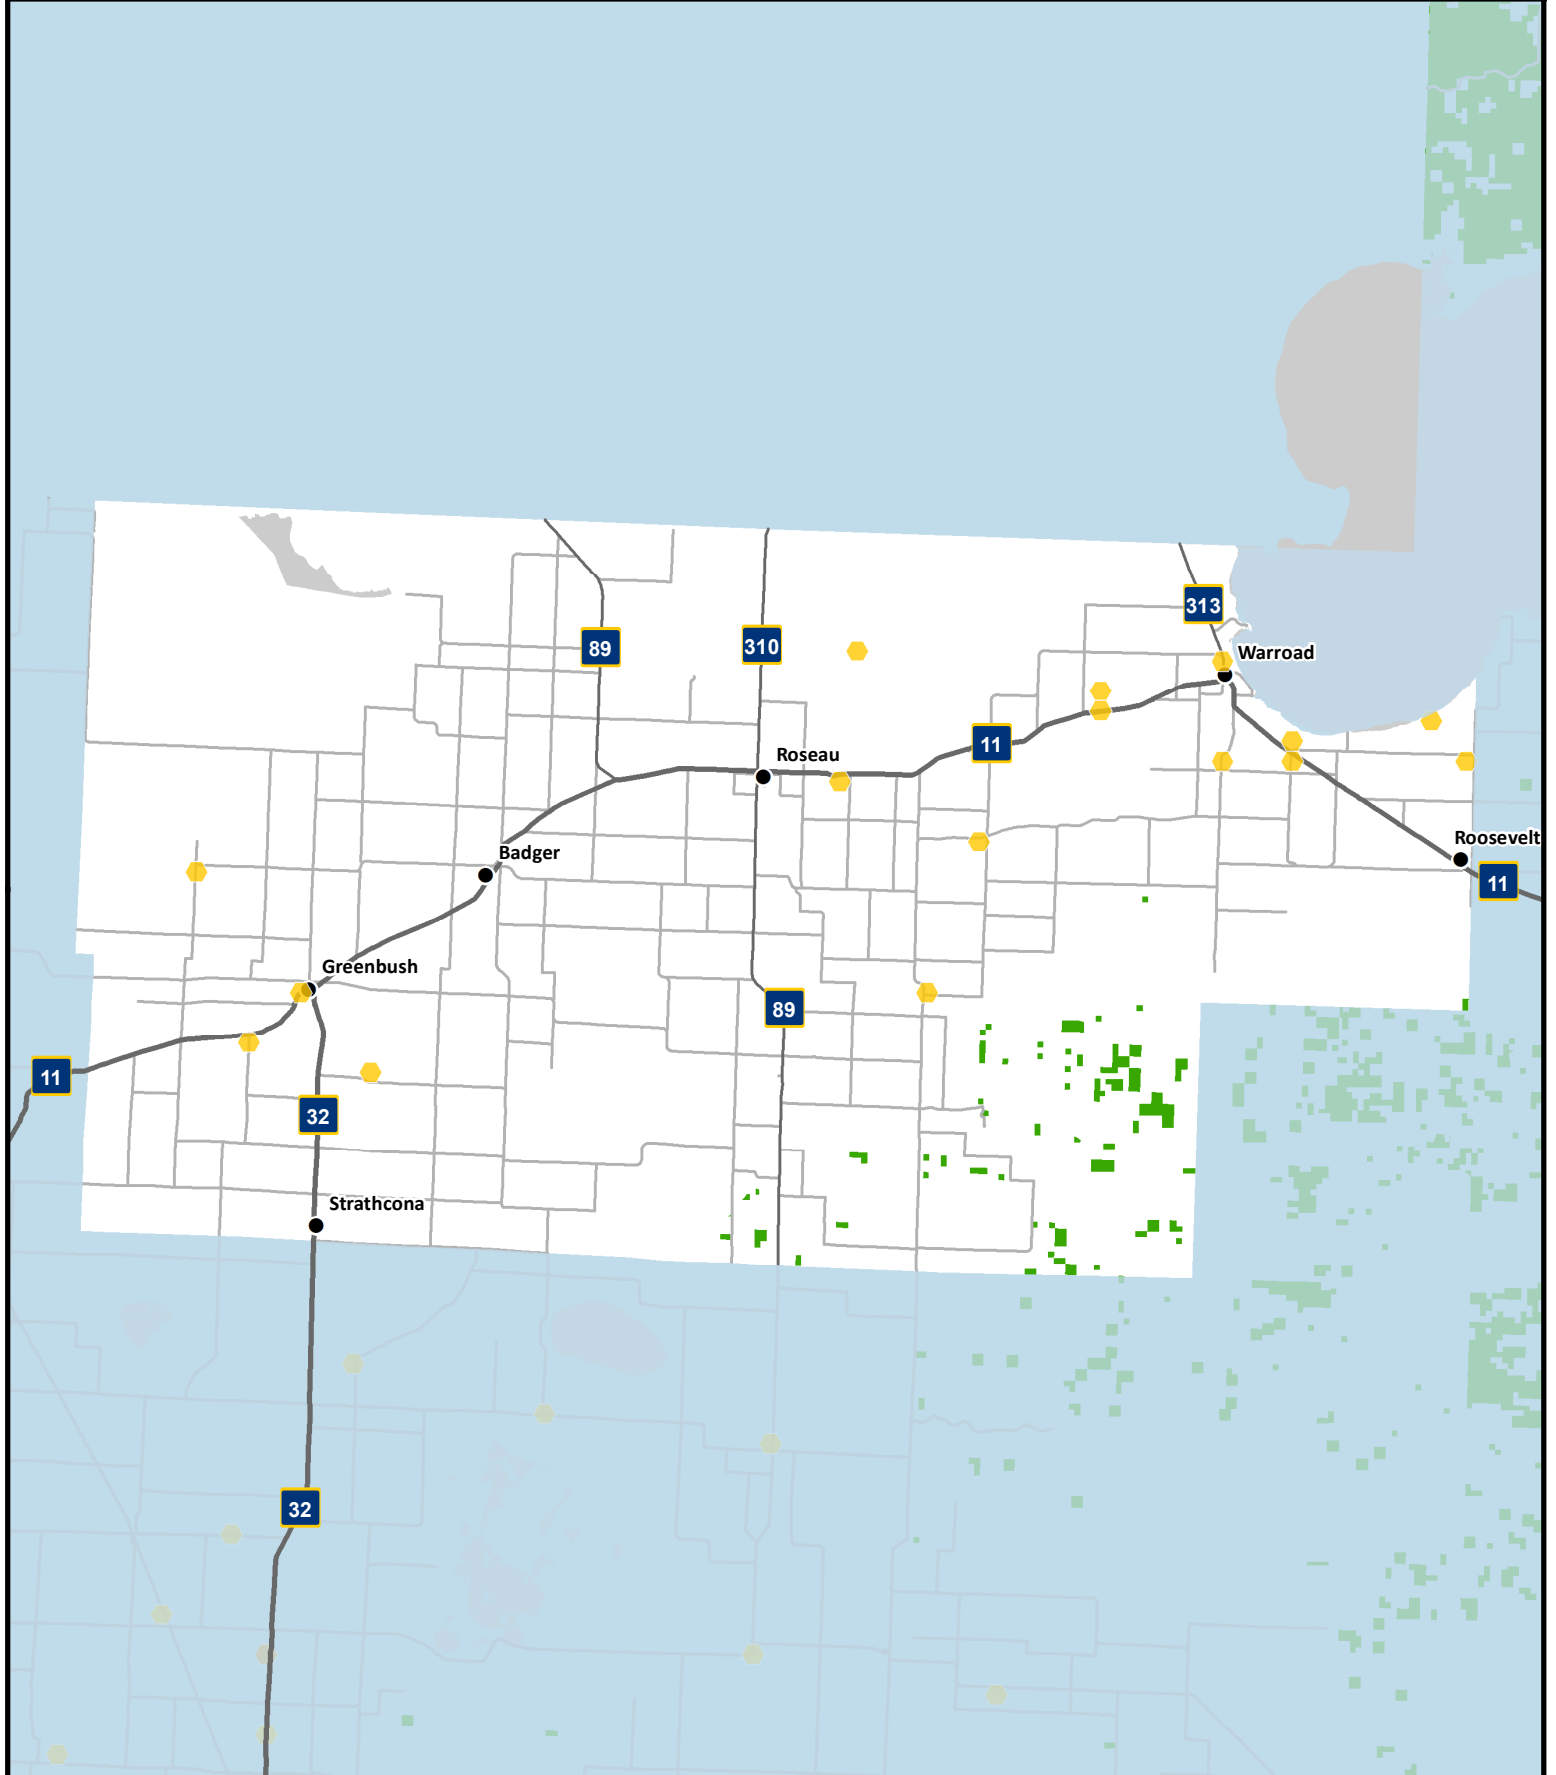 313
89
310
Warroad
11
Roseau
Roosevelt
Badger
11
Greenbush
89
11
32
Strathcona
32